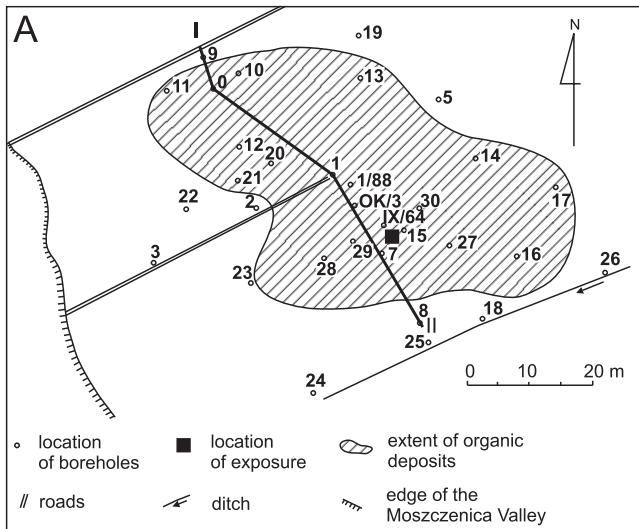 A
I
N
19
9
10
13
0
11
5
12
20
14
1
1/88
21
17
22
2
OK/3
30
IX/64
15
3
29
7
27
16
28
26
23
8
II
18
25
24
0 10 20 m
location
of boreholes
location
of exposure
extent of organic
deposits
// roads
ditch
edge of the
Moszczenica Valley